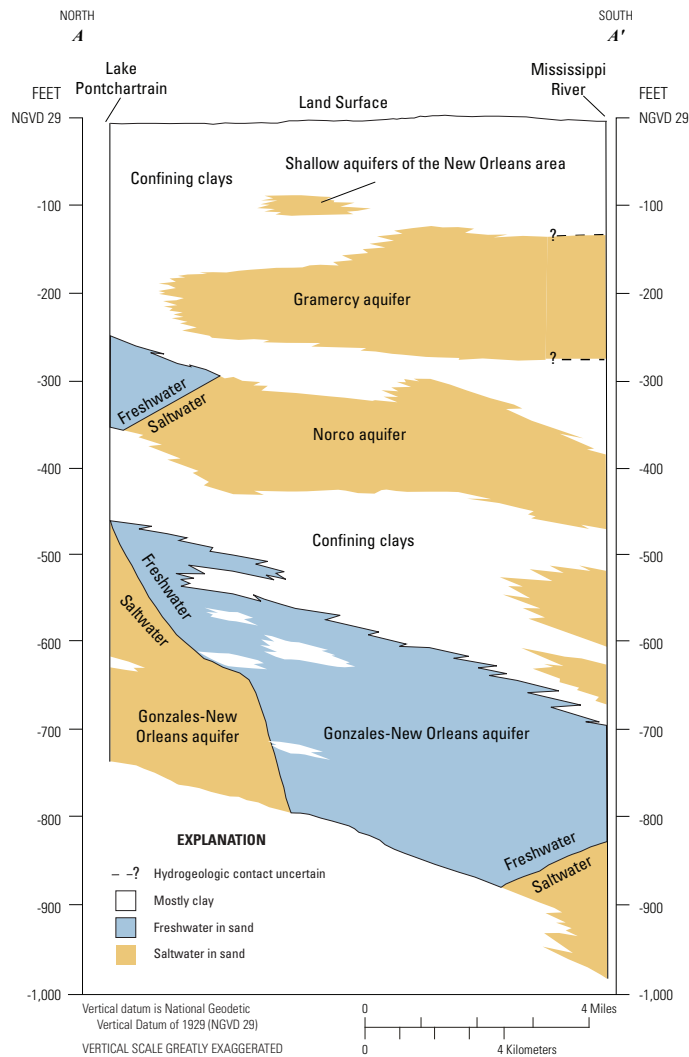 NORTH
A
SOUTH
A'
Lake
Pontchartrain
Mississippi
River
FEET
NGVD 29
Land Surface
FEET
NGVD 29
Shallow aquifers of the New Orleans area
Confining clays
-100
-100
?
-200
Gramercy aquifer
-200
?
-300
-300
Freshwater
Saltwater
Norco aquifer
-400
-400
-500
Confining clays
-500
Freshwater
Saltwater
-600
-600
-700
Gonzales-New
Orleans aquifer
Gonzales-New Orleans aquifer
-700
-800
-800
Freshwater
Saltwater
EXPLANATION
– –? Hydrogeologic contact uncertain
Mostly clay
Freshwater in sand
Saltwater in sand
-900
-900
-1,000
-1,000
Vertical datum is National Geodetic
Vertical Datum of 1929 (NGVD 29)
VERTICAL SCALE GREATLY EXAGGERATED
0
4 Miles
0
4 Kilometers